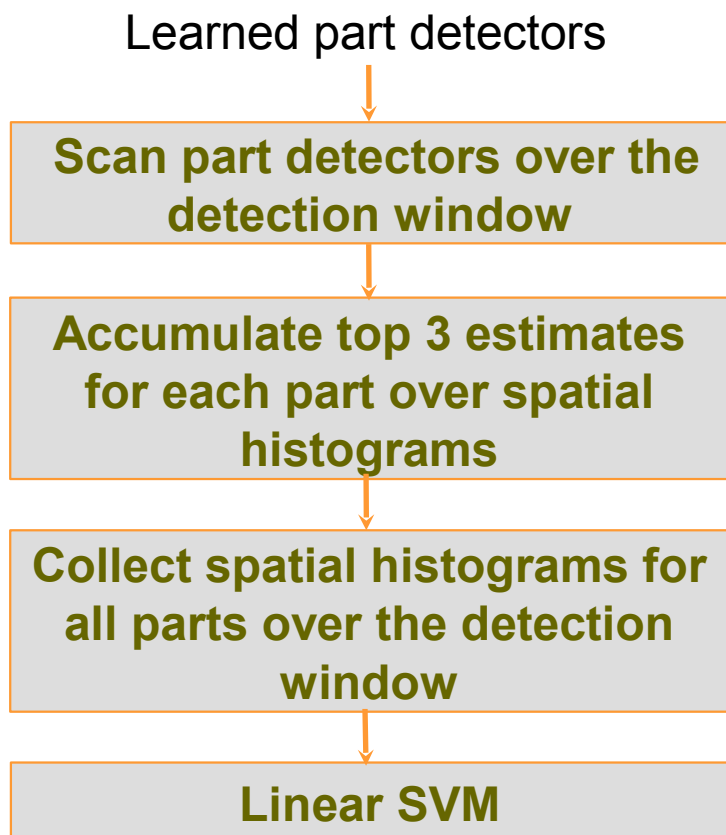 Learned part detectors
Scan part detectors over the
detection window
Accumulate top 3 estimates
for each part over spatial
histograms
Collect spatial histograms for
all parts over the detection
window
Linear SVM